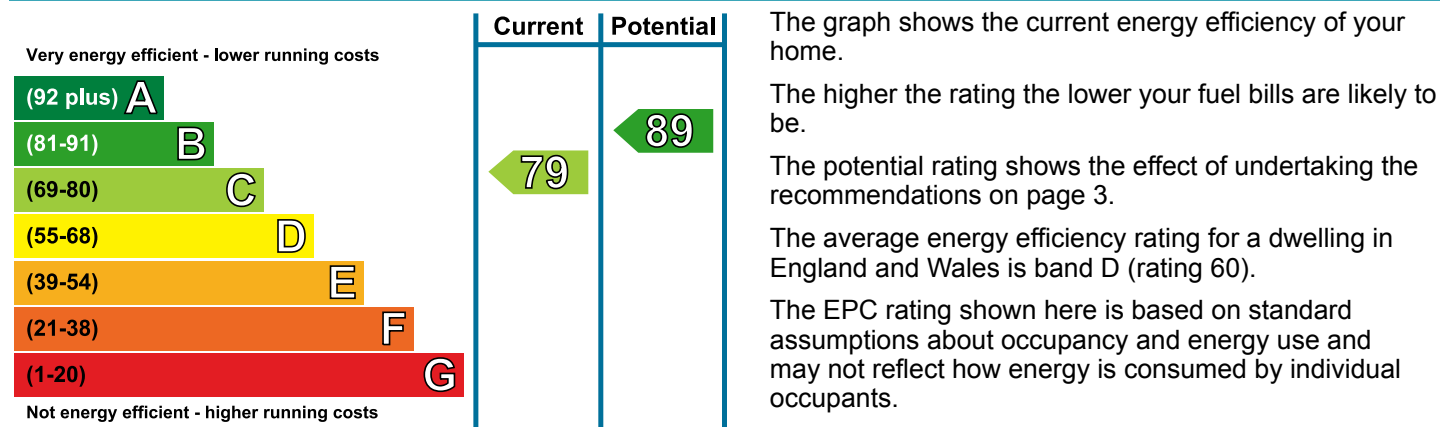 Current Potential
Very energy efficient - lower running costs
(92 plus) A
(81-91) B
(69-80) C
(55-68) D
(39-54) E
(21-38) F
(1-20) G
Not energy efficient - higher running costs
79
89
The graph shows the current energy efficiency of your
home.
The higher the rating the lower your fuel bills are likely to
be.
The potential rating shows the effect of undertaking the
recommendations on page 3.
The average energy efficiency rating for a dwelling in
England and Wales is band D (rating 60).
The EPC rating shown here is based on standard
assumptions about occupancy and energy use and
may not reflect how energy is consumed by individual
occupants.